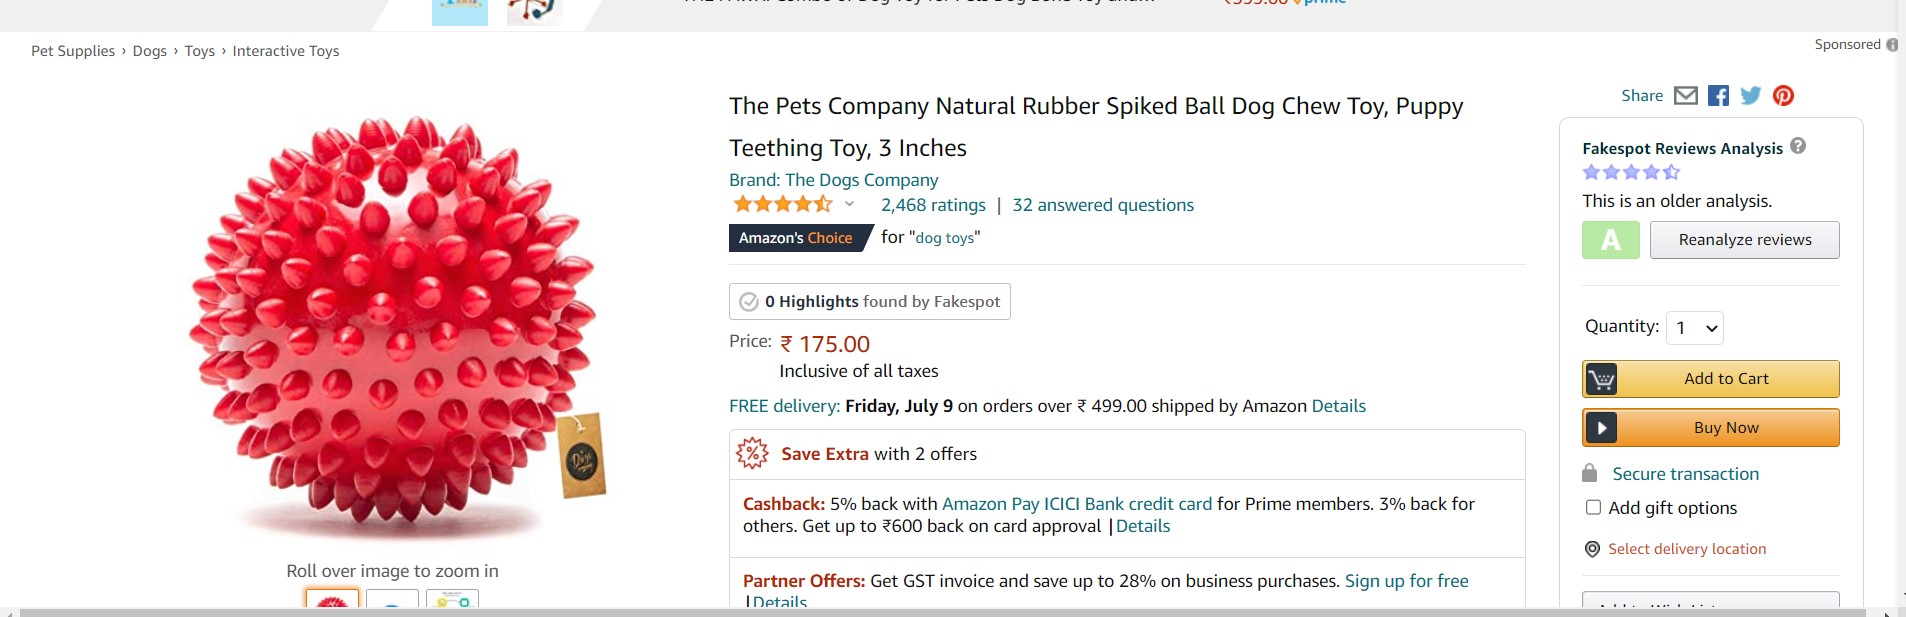 Pet Supplies › Dogs › Toys › Interactive Toys
Sponsored
The Pets Company Natural Rubber Spiked Ball Dog Chew Toy, Puppy
Teething Toy, 3 Inches
Brand: The Dogs Company
2,468 ratings | 32 answered questions
Amazon's Choice for "dog toys"
0 Highlights found by Fakespot
Price: ₹ 175.00
Inclusive of all taxes
FREE delivery: Friday, July 9 on orders over ₹ 499.00 shipped by Amazon Details
Save Extra with 2 offers
Cashback: 5% back with Amazon Pay ICICI Bank credit card for Prime members. 3% back for
others. Get up to ₹600 back on card approval |Details
Partner Offers: Get GST invoice and save up to 28% on business purchases. Sign up for free
|Details
Roll over image to zoom in
Share
Fakespot Reviews Analysis
This is an older analysis.
A
Reanalyze reviews
Quantity: 1
Add to Cart
Buy Now
Secure transaction
Add gift options
Select delivery location